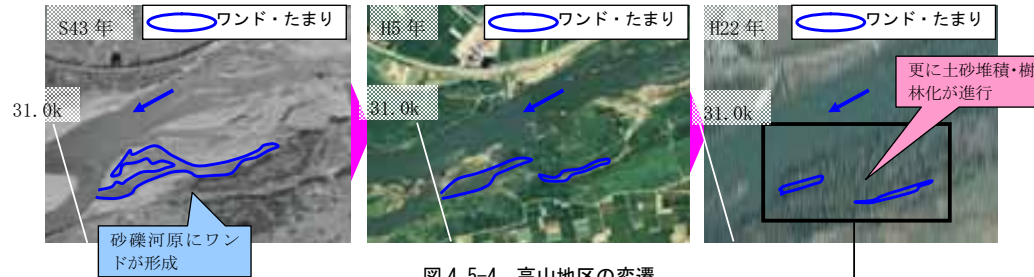 S43 年
ワンド・たまり
31.0k
砂礫河原にワン
ドが形成
H5 年
ワンド・たまり
31.0k
H22 年
ワンド・たまり
31.0k
更に土砂堆積・樹
林化が進行
図 4.5-4 高山地区の変遷